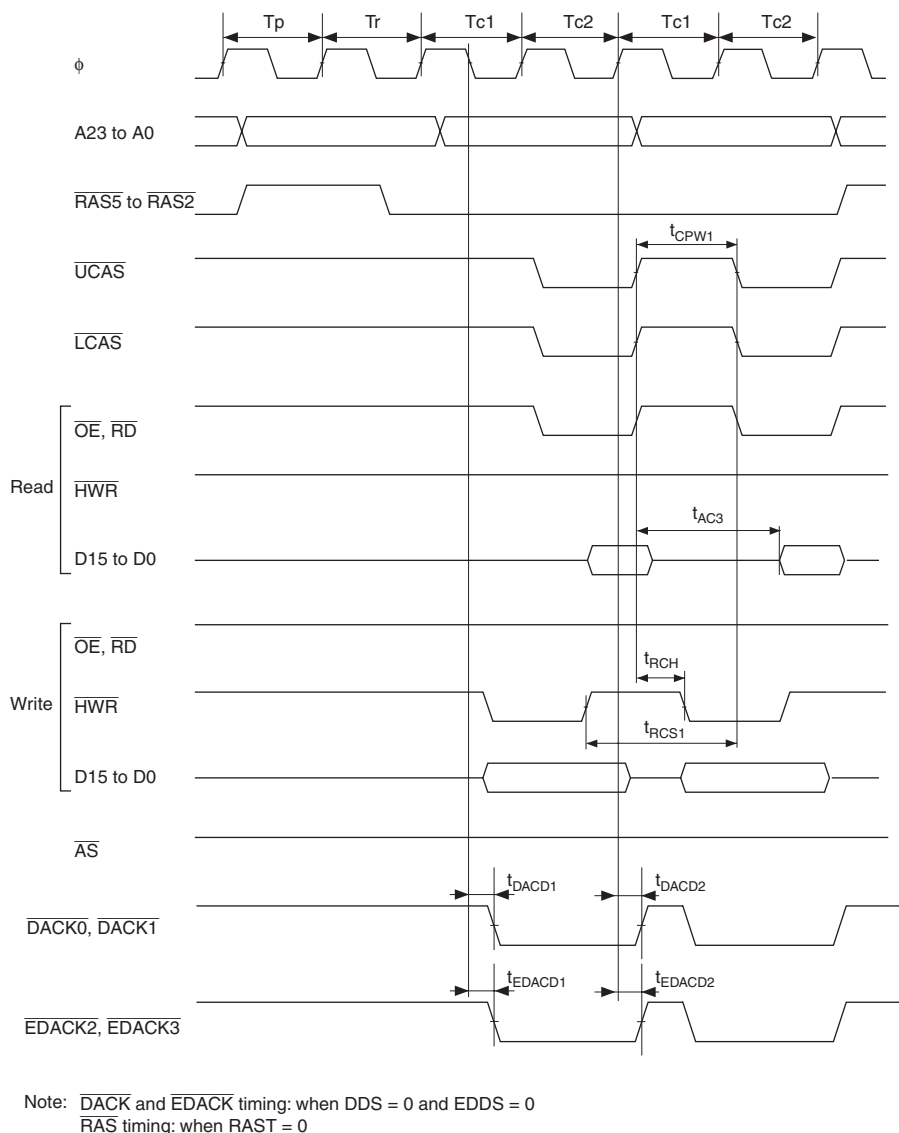 Tp Tr Tc1 Tc2 Tc1 Tc2
ϕ
A23 to A0
RAS5 to RAS2
tCPW1
UCAS
LCAS
Read
OE, RD
HWR
tAC3
D15 to D0
Write
OE, RD
tRCH
HWR
tRCS1
D15 to D0
AS
tDACD1 tDACD2
DACK0, DACK1
tEDACD1 tEDACD2
EDACK2, EDACK3
Note: DACK and EDACK timing: when DDS = 0 and EDDS = 0
RAS timing: when RAST = 0